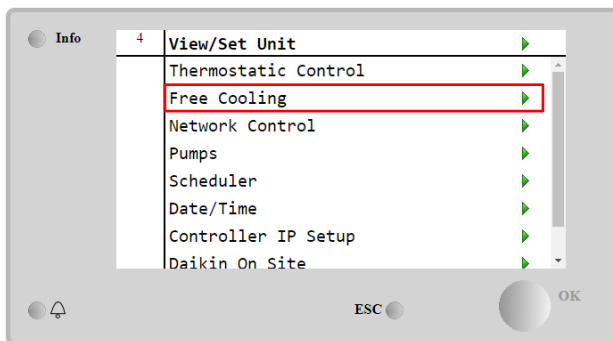 Info
4 View/Set Unit
Thermostatic Control
Free Cooling
Network Control
Pumps
Scheduler
Date/Time
Controller IP Setup
Daikin On Site
ESC
OK